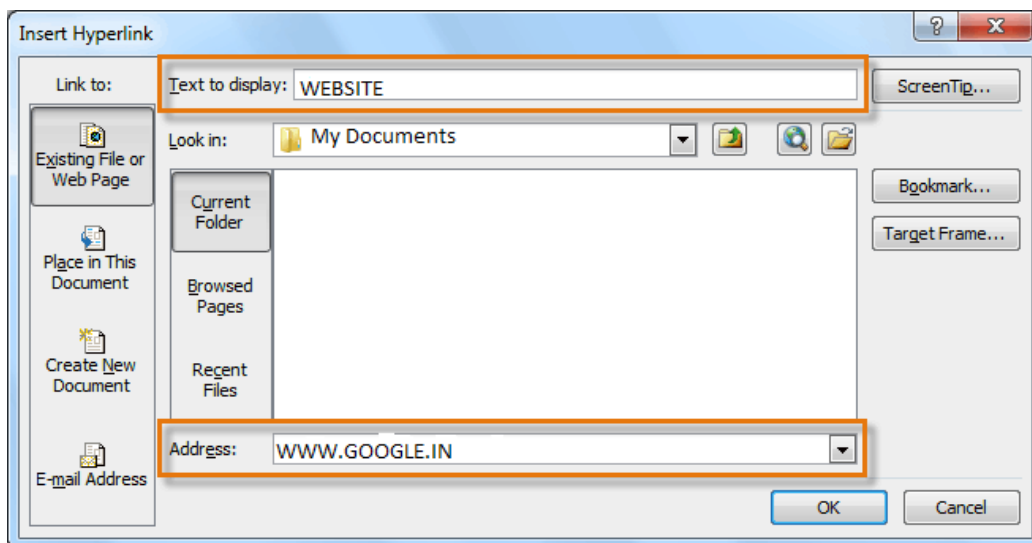 Insert Hyperlink
Link to:
Text to display: WEBSITE
ScreenTip...
Existing File or
Web Page
Look in: My Documents
Current
Folder
Bookmark...
Target Frame...
Place in This
Document
Browsed
Pages
Create New
Document
Recent
Files
Address: WWW.GOOGLE.IN
E-mail Address
OK
Cancel